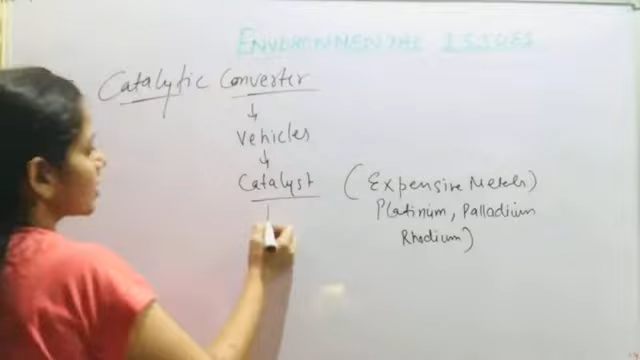 ENVIRONMENTAL ISSUES
Catalytic Converter
↓
Vehicles
↓
Catalyst (Expensive Metals)
Platinum, Palladium
Rhodium)